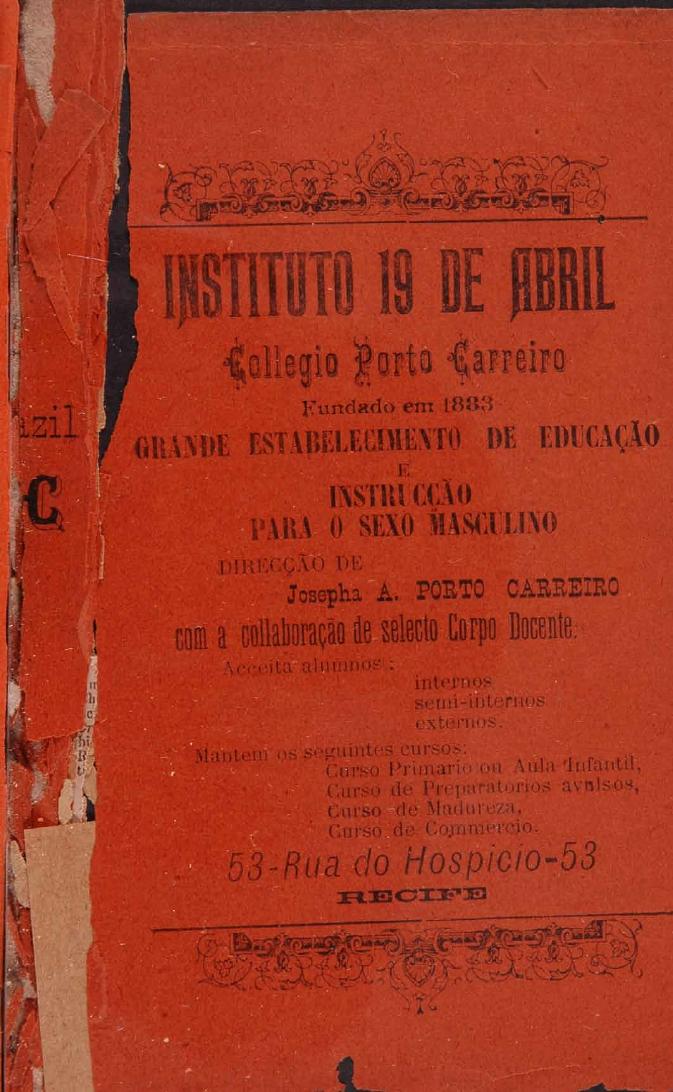 INSTITUTO 19 DE ABRIL
Collegio Porto Carreiro
Fundado em 1883
GRANDE ESTABELECIMENTO DE EDUCAÇÃO
E
INSTRUCÇÃO
PARA O SEXO MASCULINO
DIRECÇÃO DE
Josepha A. PORTO CARREIRO
com a collaboração de selecto Corpo Docente.
Acceita alumnos:
internos
semi-internos
externos.
Mantem os seguintes cursos:
Curso Primario ou Aula Infantil,
Curso de Preparatorios avulsos,
Curso de Madureza,
Curso de Commercio.
53-Rua do Hospicio-53
RECIFE
azil
C